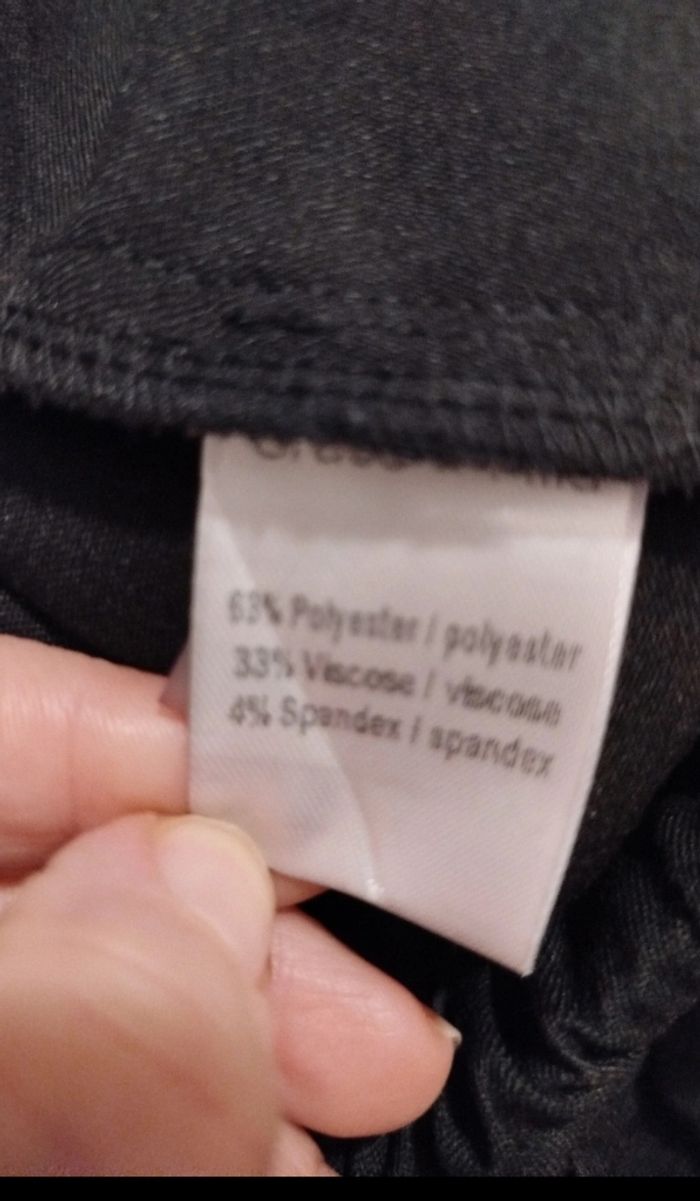 63% Polyester / polyester
33% Viscose / viscose
4% Spandex / spandex